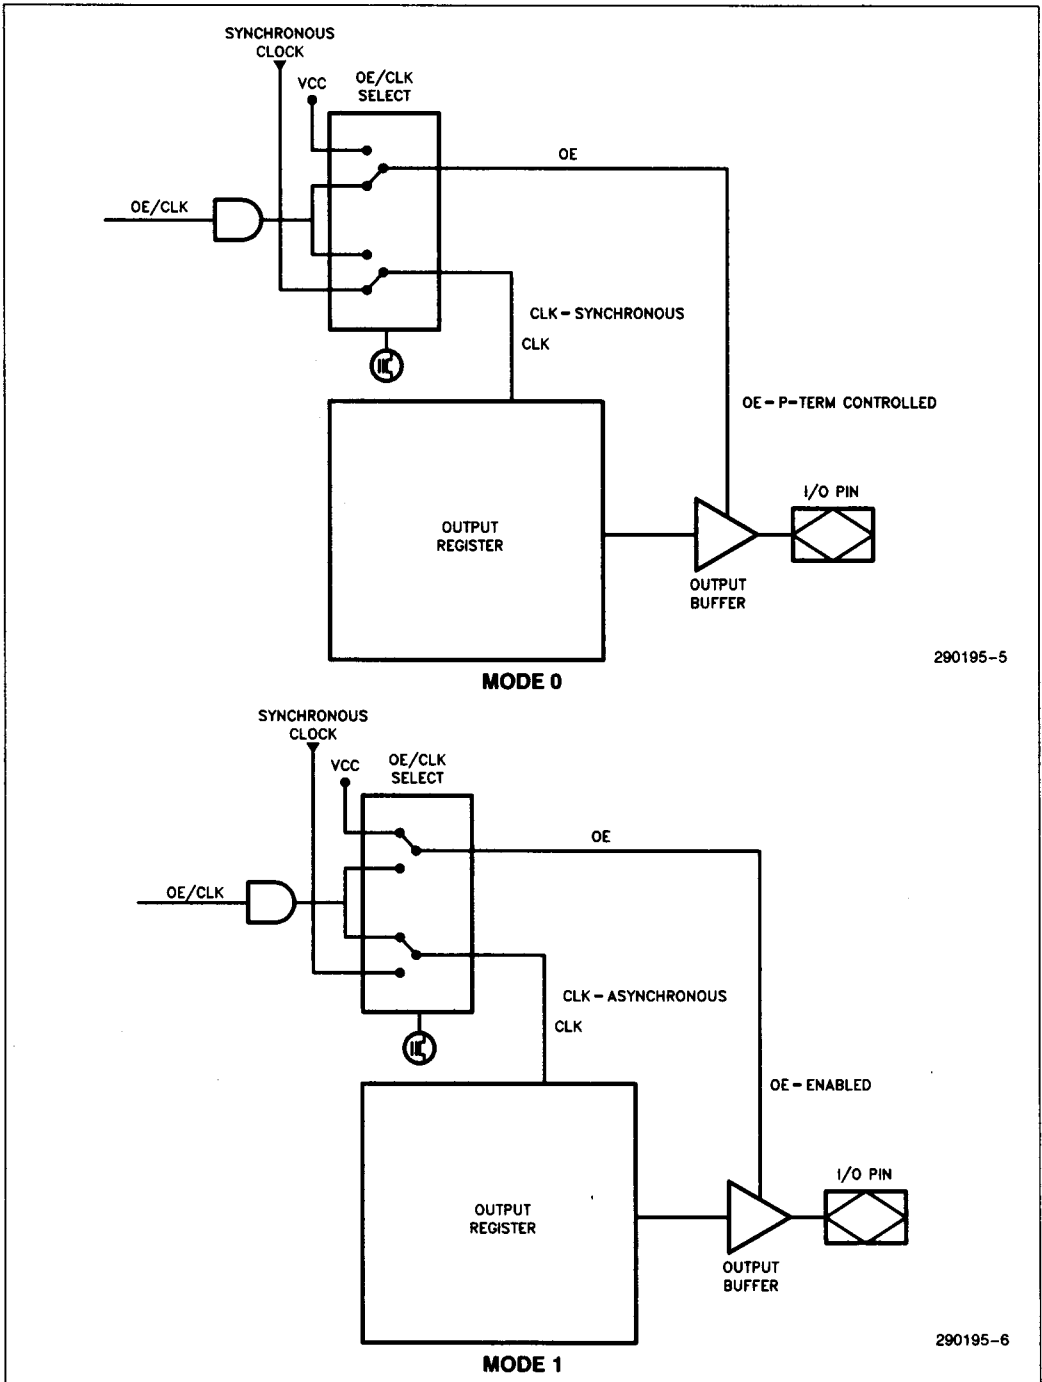 SYNCHRONOUS
CLOCK
VCC
OE/CLK
SELECT
OE
OE/CLK
CLK-SYNCHRONOUS
CLK
OE-P-TERM CONTROLLED
I/O PIN
OUTPUT
REGISTER
OUTPUT
BUFFER
290195-5
MODE 0
SYNCHRONOUS
CLOCK
VCC
OE/CLK
SELECT
OE
OE/CLK
CLK-ASYNCHRONOUS
CLK
OE-ENABLED
I/O PIN
OUTPUT
REGISTER
OUTPUT
BUFFER
290195-6
MODE 1